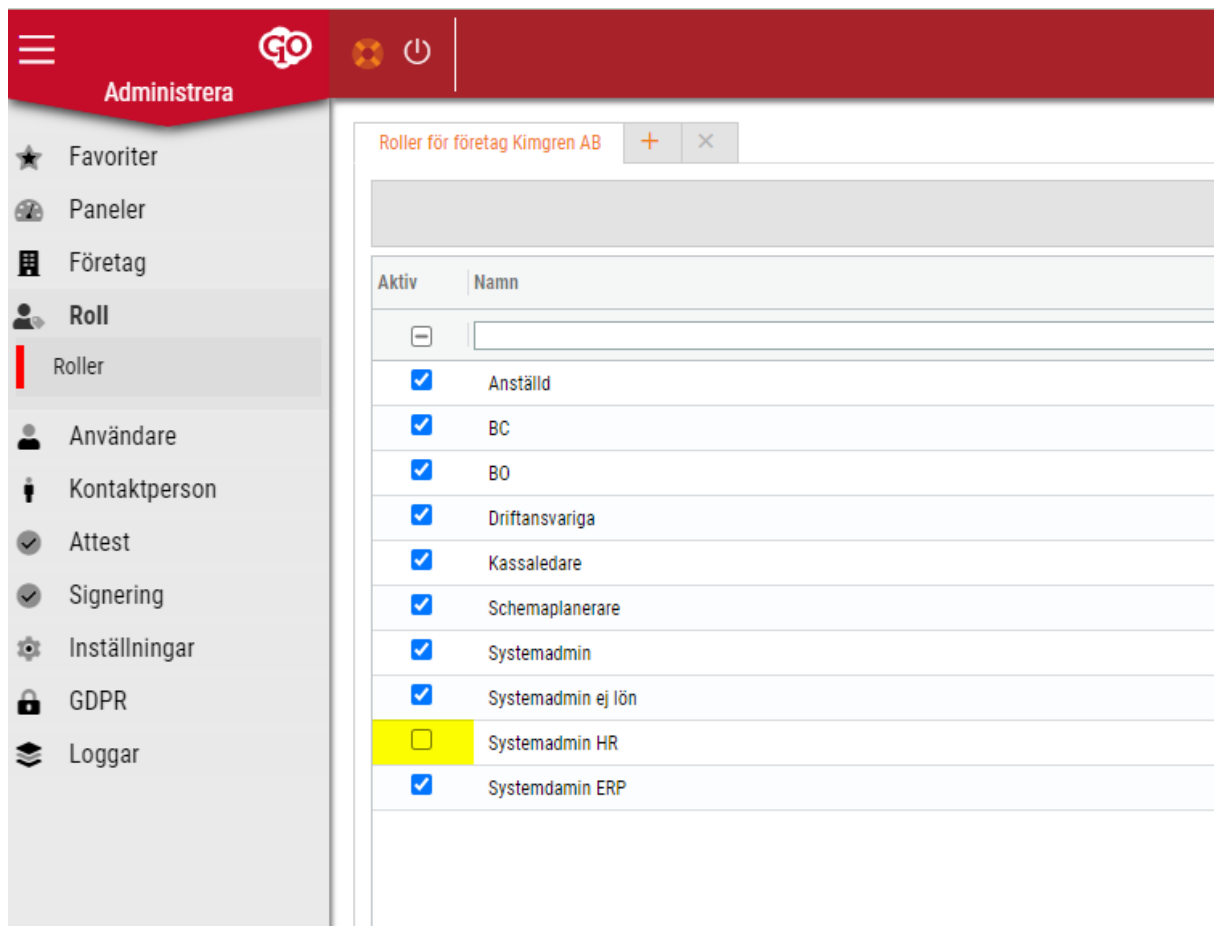 GO
Administrera
Favoriter
Paneler
Företag
Roll
Roller
Användare
Kontaktperson
Attest
Signering
Inställningar
GDPR
Loggar
Roller för företag Kimgren AB
Aktiv Namn
Anställd
BC
BO
Driftansvariga
Kassaledare
Schemaplanerare
Systemadmin
Systemadmin ej lön
Systemadmin HR
Systemdamin ERP